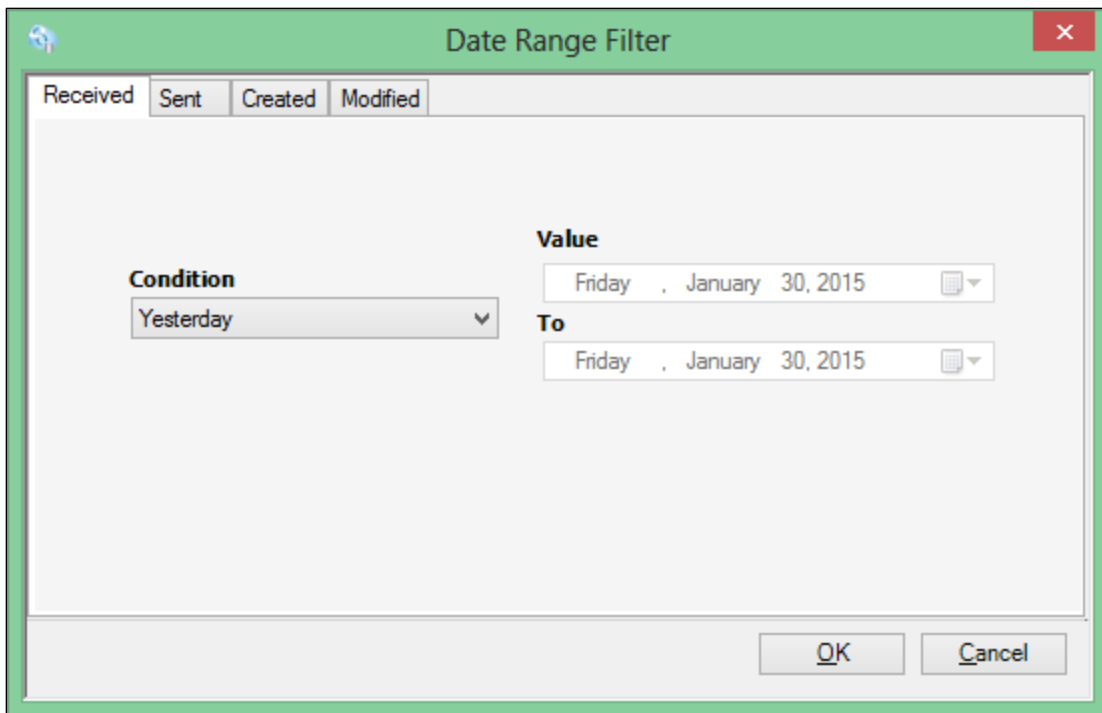 Date Range Filter
Received Sent Created Modified
Condition
Yesterday
Value
Friday , January 30, 2015
To
Friday , January 30, 2015
OK Cancel